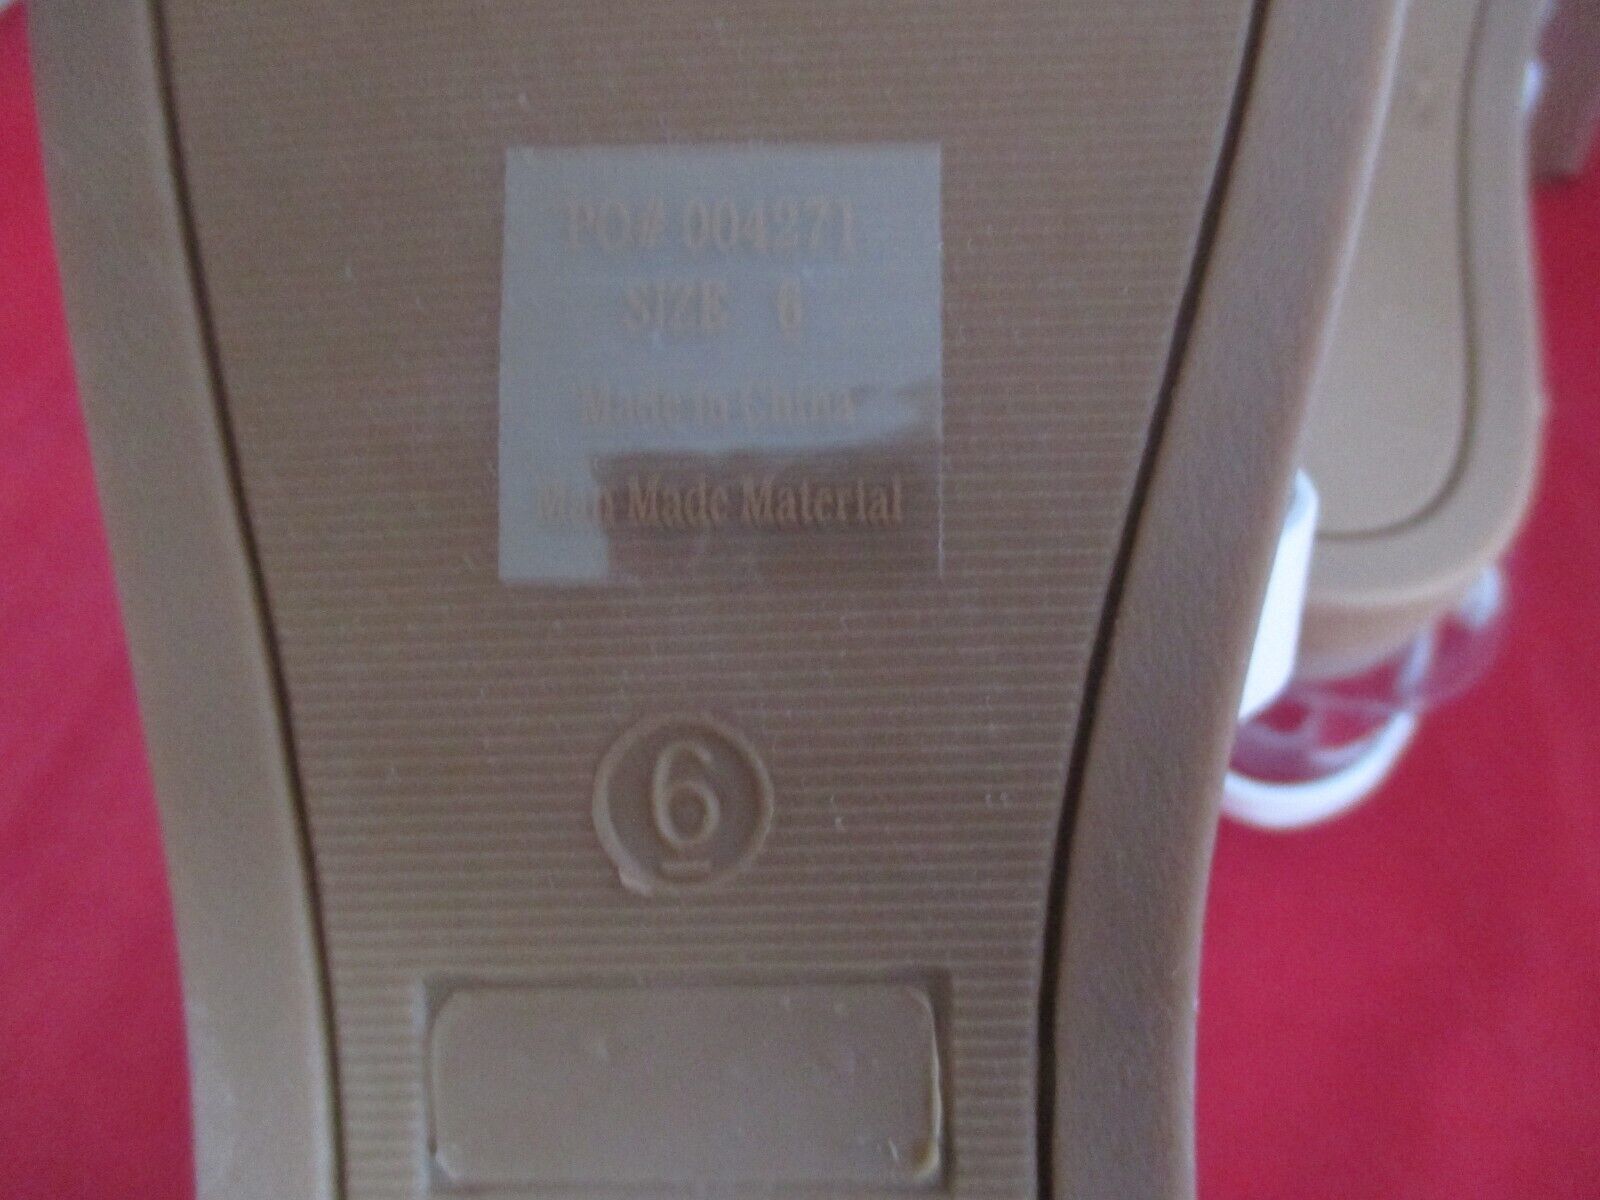 PO# 004271
SIZE 6
Made in China
Man Made Material
6